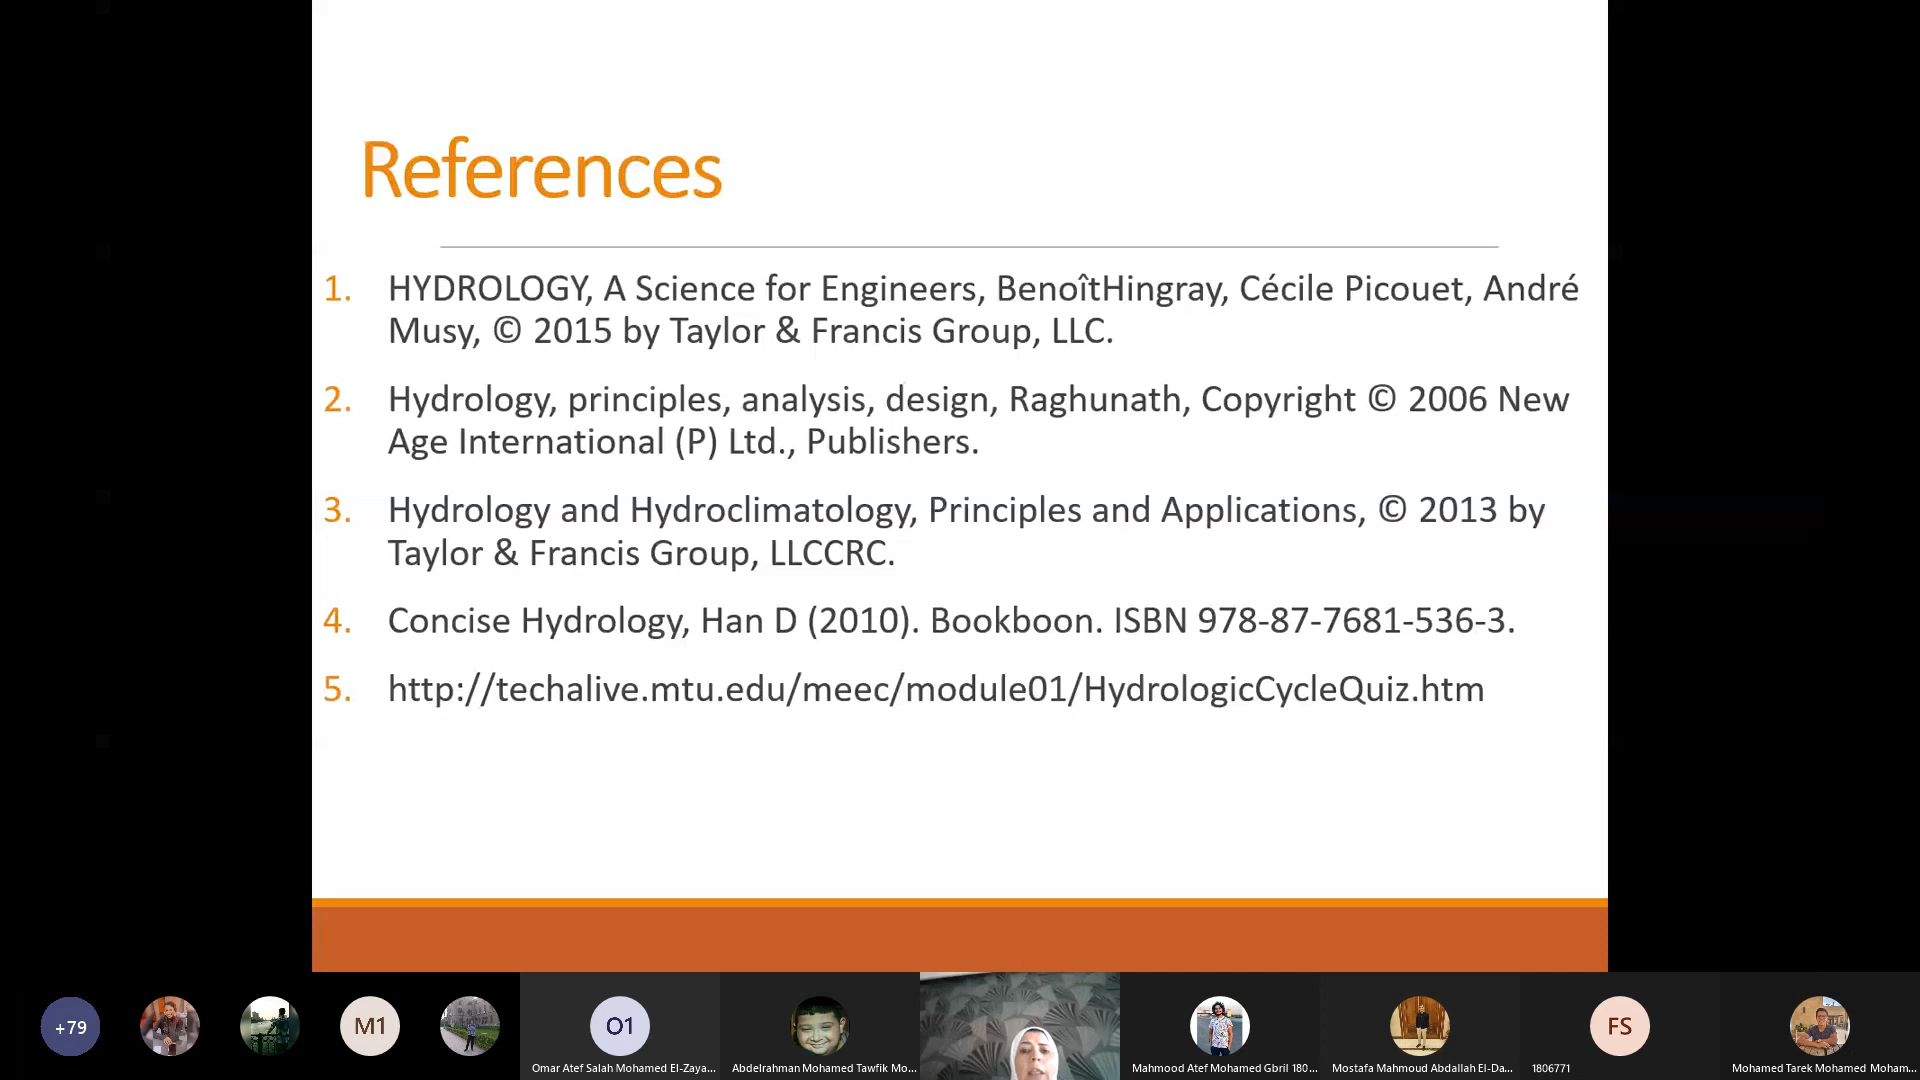 References
1. HYDROLOGY, A Science for Engineers, BenoîtHingray, Cécile Picouet, André
Musy, © 2015 by Taylor & Francis Group, LLC.
2. Hydrology, principles, analysis, design, Raghunath, Copyright © 2006 New
Age International (P) Ltd., Publishers.
3. Hydrology and Hydroclimatology, Principles and Applications, © 2013 by
Taylor & Francis Group, LLCCRC.
4. Concise Hydrology, Han D (2010). Bookboon. ISBN 978-87-7681-536-3.
5. http://techalive.mtu.edu/meec/module01/HydrologicCycleQuiz.htm
+79
M1
O1
FS
Omar Atef Salah Mohamed El-Zaya...
Abdelrahman Mohamed Tawfik Mo...
Mahmood Atef Mohamed Gbril 180...
Mostafa Mahmoud Abdallah El-Da...
1806771
Mohamed Tarek Mohamed Moham...